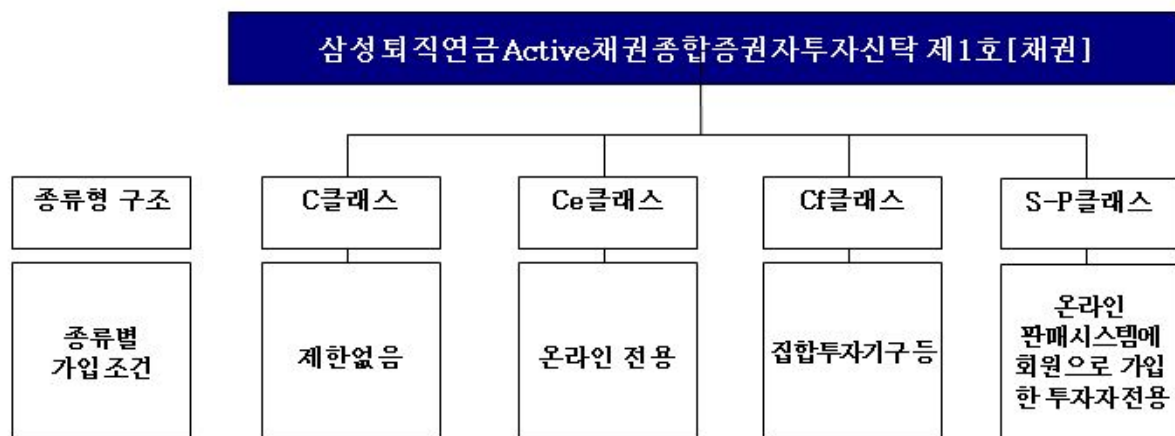 삼성퇴직연금Active채권종합증권자투자신탁 제1호[채권]
종류형 구조
C클래스
Ce클래스
Cf클래스
S-P클래스
종류별
가입조건
제한없음
온라인 전용
집합투자기구 등
온라인
판매시스템에
회원으로 가입
한 투자자전용